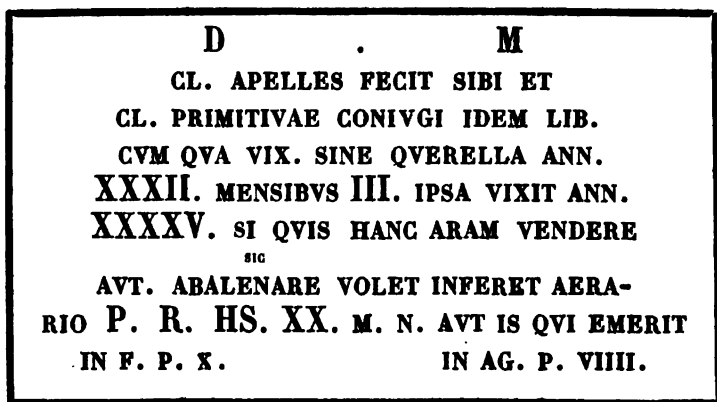 D . M
CL. APELLES FECIT SIBI ET
CL. PRIMITIVAE CONIVGI IDEM LIB.
CVM QVA VIX. SINE QVERELLA ANN.
XXXII. MENSIBVS III. IPSA VIXIT ANN.
XXXXV. SI QVIS HANC ARAM VENDERE
SIC
AVT. ABALENARE VOLET INFERET AERA-
RIO P. R. HS. XX. M. N. AVT IS QVI EMERIT
IN F. P. X. IN AG. P. VIIII.